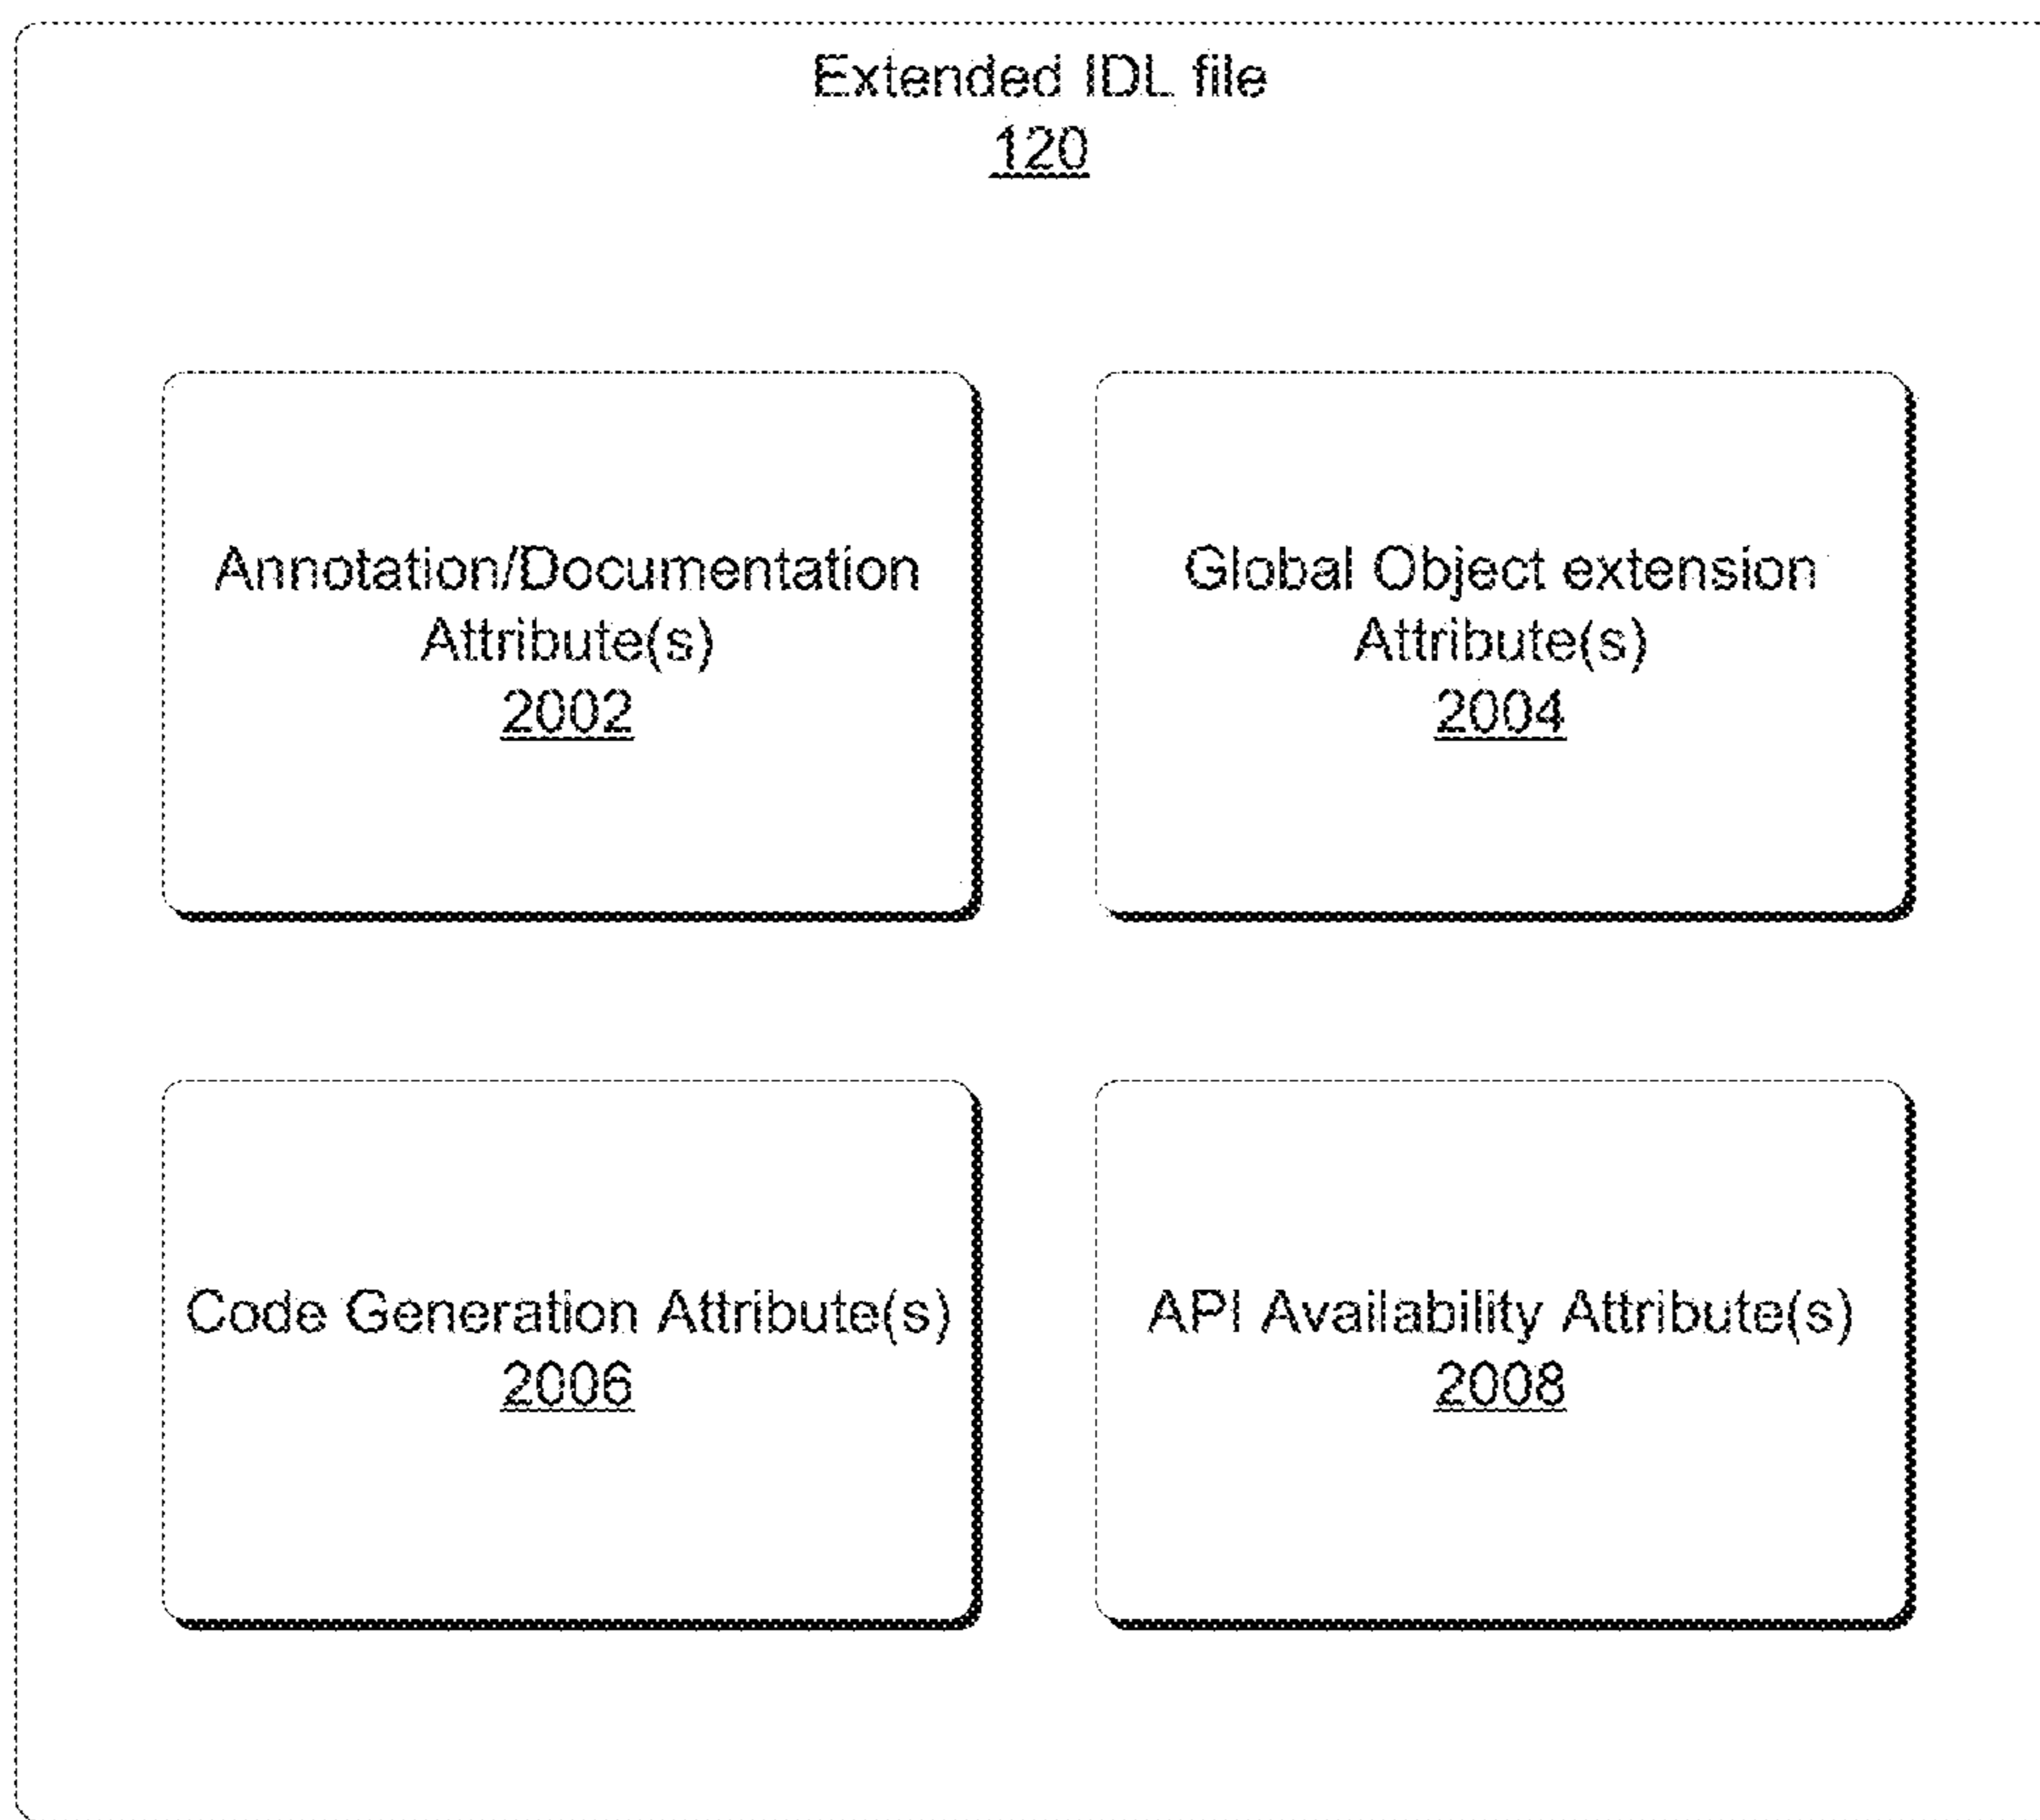 Extended IDL file
120
Annotation/Documentation
Attribute(s)
2002
Global Object extension
Attribute(s)
2004
Code Generation Attribute(s)
2006
API Availability Attribute(s)
2008